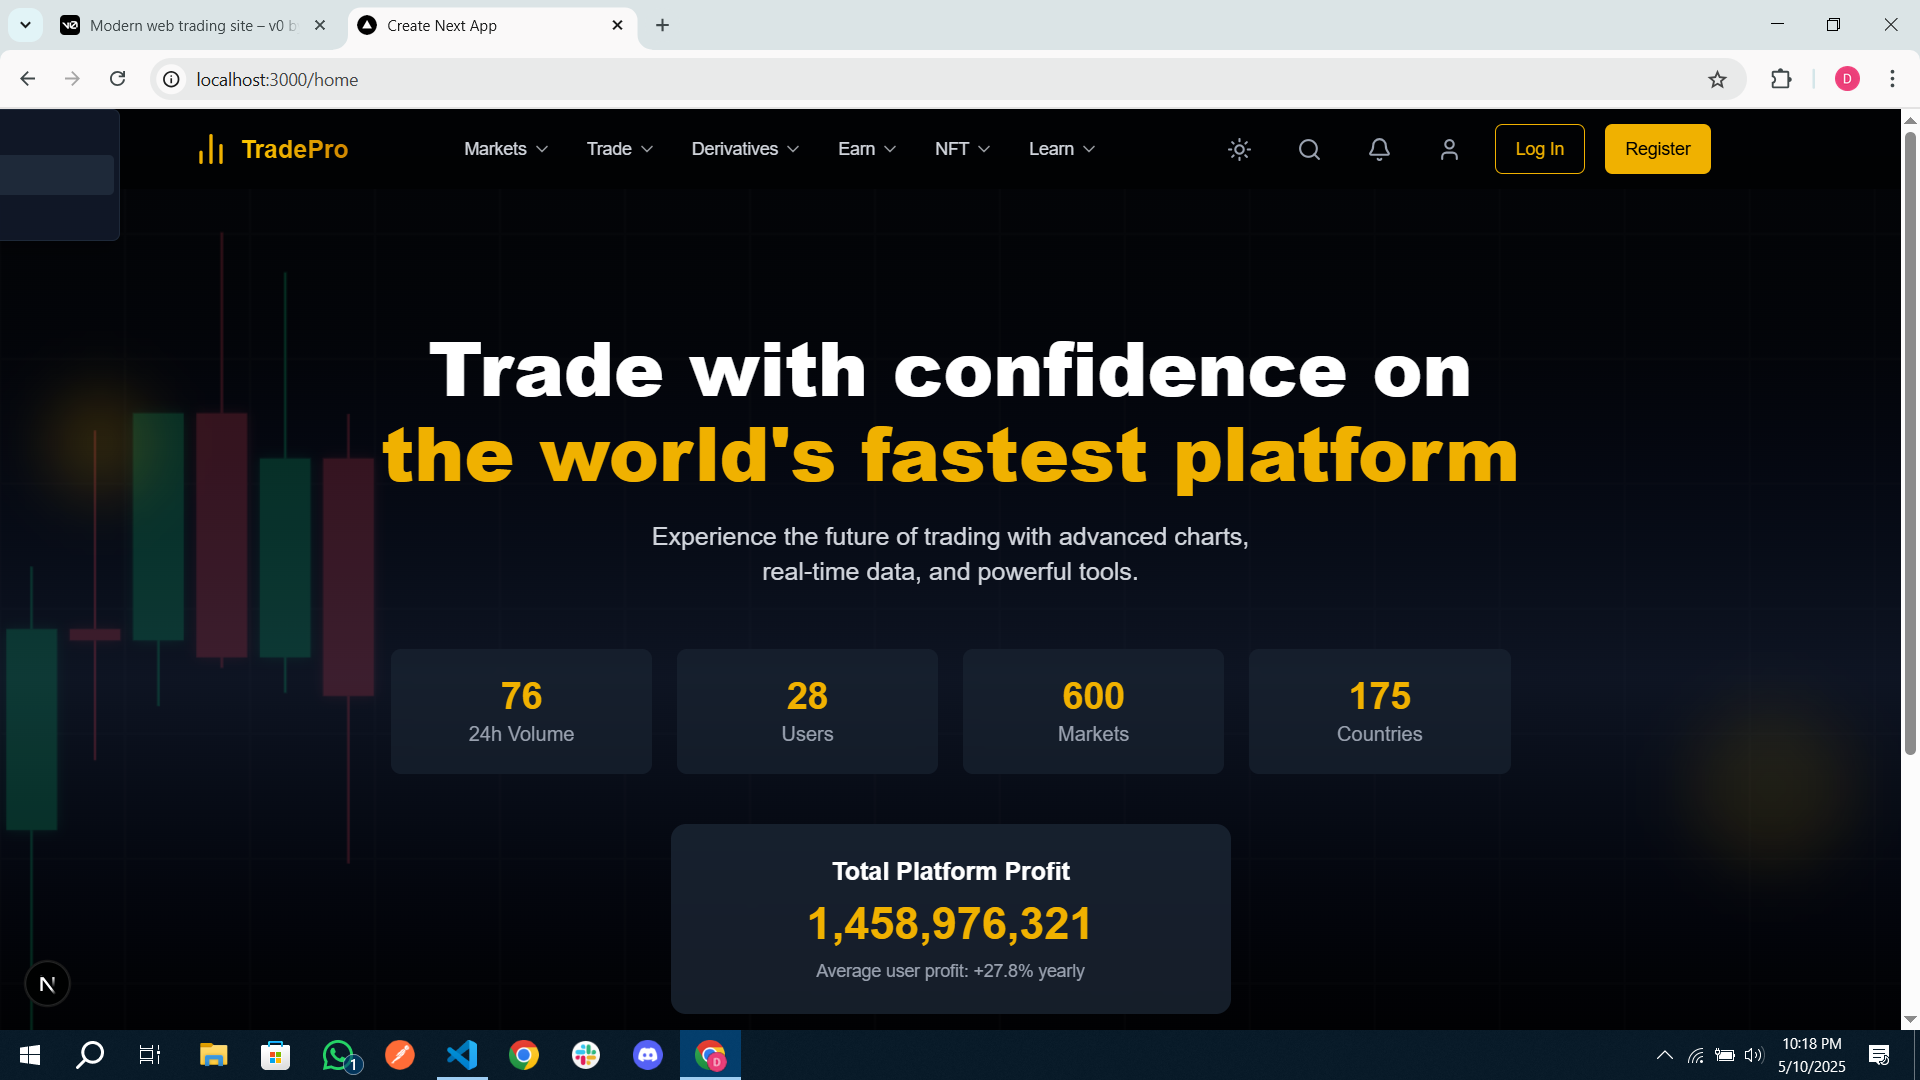 Modern web trading site – v0 b
Create Next App
localhost:3000/home
D
TradePro
Markets
Trade
Derivatives
Earn
NFT
Learn
Log In
Register
Trade with confidence on
the world's fastest platform
Experience the future of trading with advanced charts,
real-time data, and powerful tools.
76
24h Volume
28
Users
600
Markets
175
Countries
Total Platform Profit
1,458,976,321
Average user profit: +27.8% yearly
N
1
D
10:18 PM
5/10/2025